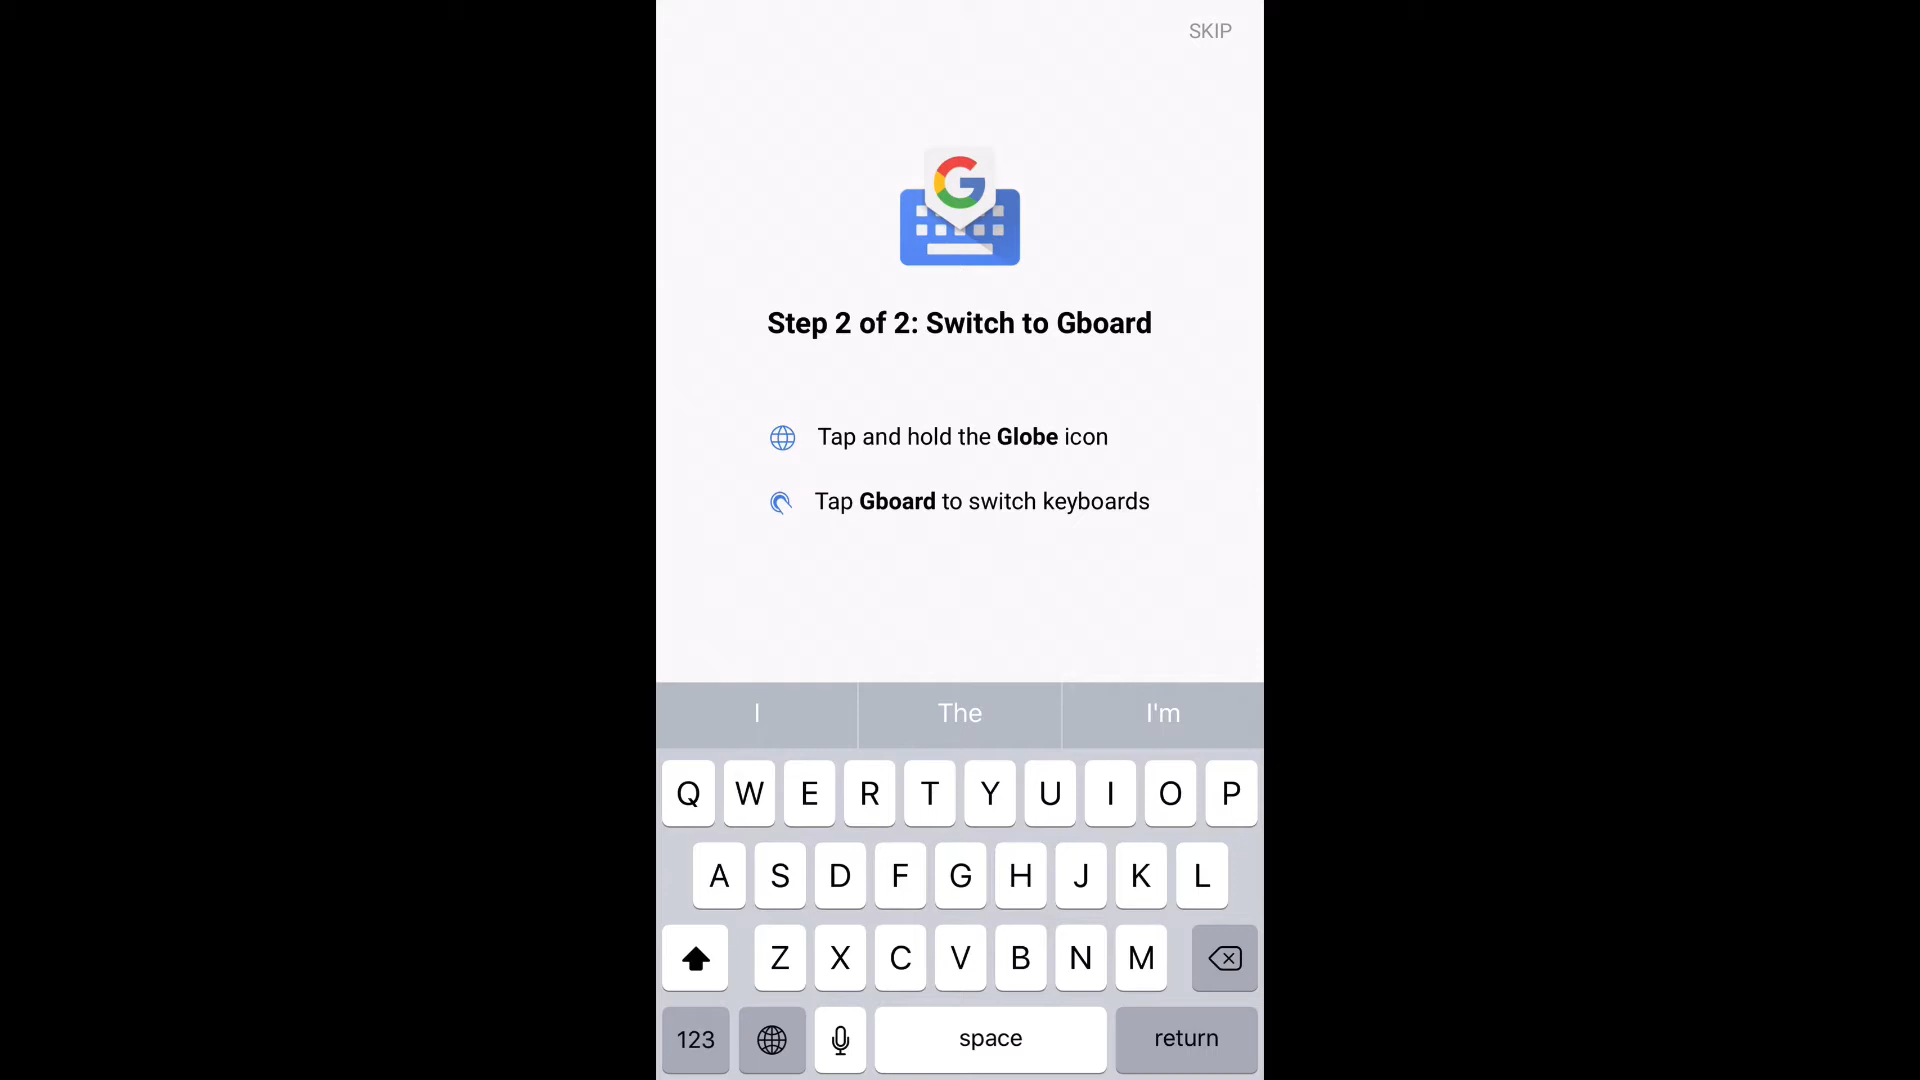 SKIP
G
Step 2 of 2: Switch to Gboard
Tap and hold the Globe icon
Tap Gboard to switch keyboards
I The I'm
Q W E R T Y U I O P
A S D F G H J K L
Z X C V B N M
123 space return